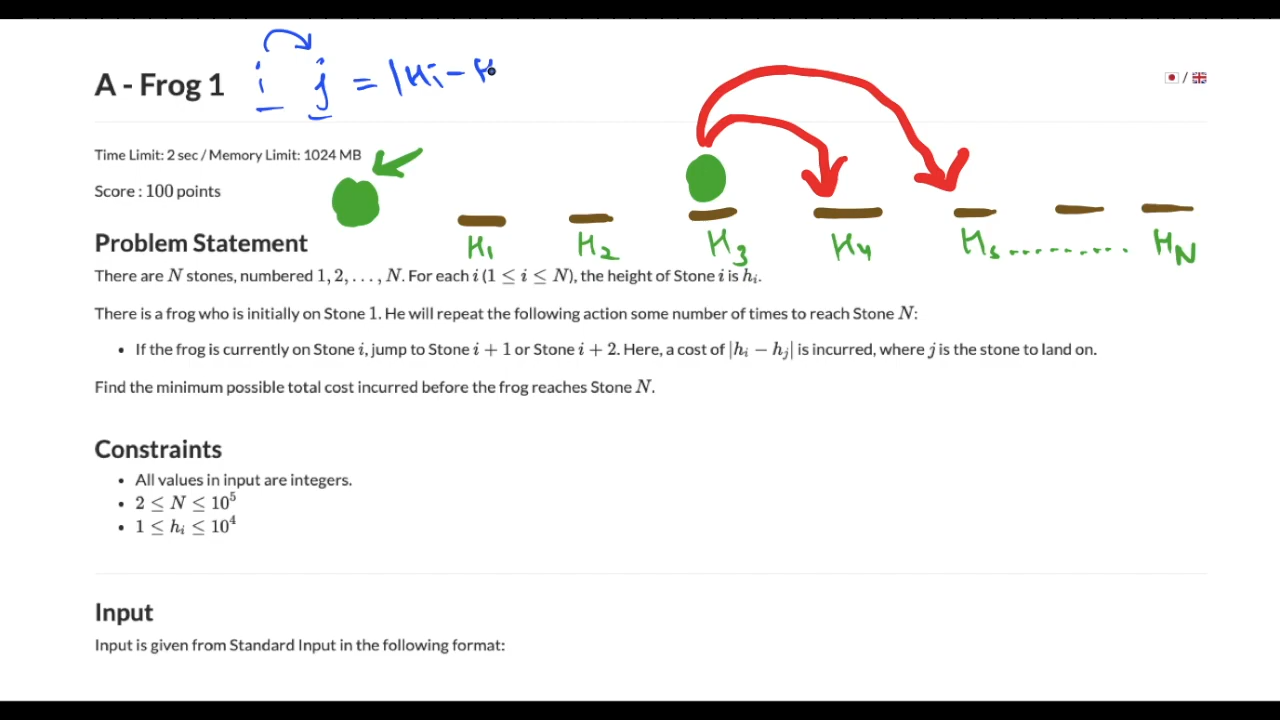 A - Frog 1 i j = |Hi - H
/
Time Limit: 2 sec / Memory Limit: 1024 MB
Score : 100 points
H1 H2 H3 H4 H5 .......... HN
Problem Statement
There are N stones, numbered 1, 2, . . . , N. For each i (1 ≤ i ≤ N), the height of Stone i is hᵢ.
There is a frog who is initially on Stone 1. He will repeat the following action some number of times to reach Stone N:
• If the frog is currently on Stone i, jump to Stone i + 1 or Stone i + 2. Here, a cost of |hᵢ − hⱼ| is incurred, where j is the stone to land on.
Find the minimum possible total cost incurred before the frog reaches Stone N.
Constraints
• All values in input are integers.
• 2 ≤ N ≤ 10⁵
• 1 ≤ hᵢ ≤ 10⁴
Input
Input is given from Standard Input in the following format: